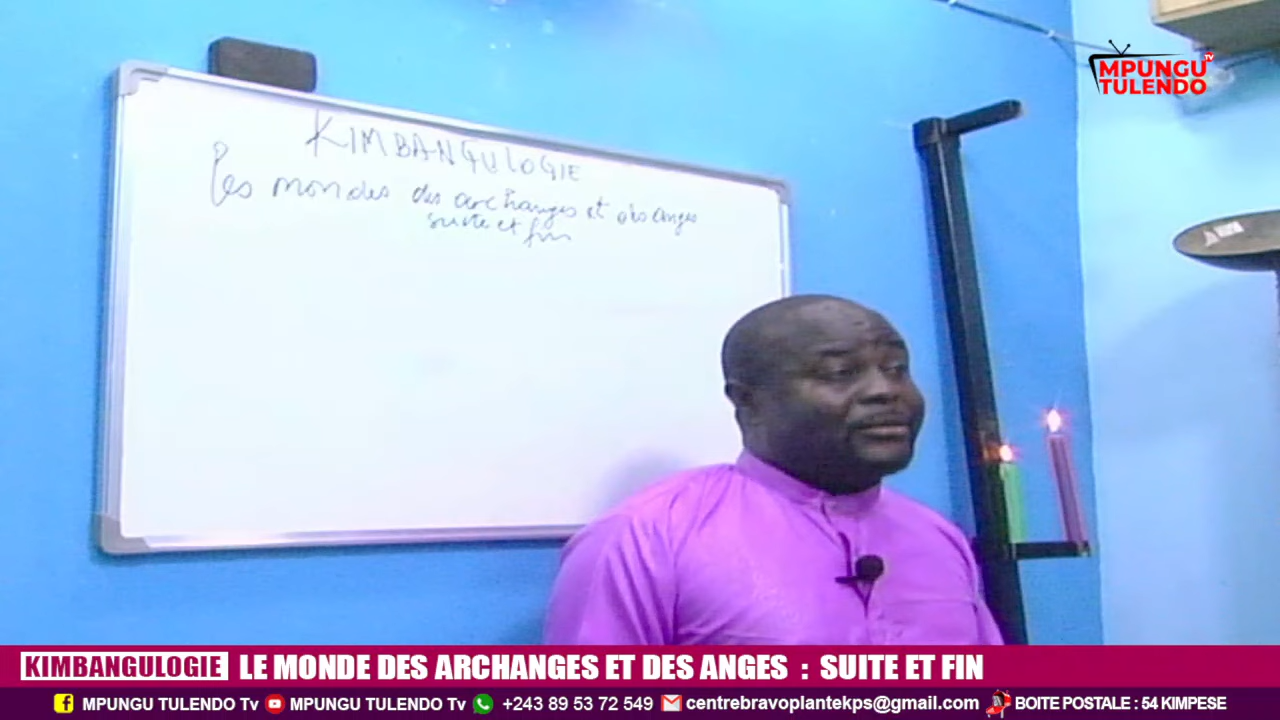 MPUNGU TV
TULENDO
KIMBANGULOGIE
Les mondes des archanges et des anges
suite et fin
KIMBANGULOGIE LE MONDE DES ARCHANGES ET DES ANGES : SUITE ET FIN
MPUNGU TULENDO Tv MPUNGU TULENDO Tv +243 89 53 72 549 centrebravoplantekps@gmail.com BOITE POSTALE : 54 KIMPESE